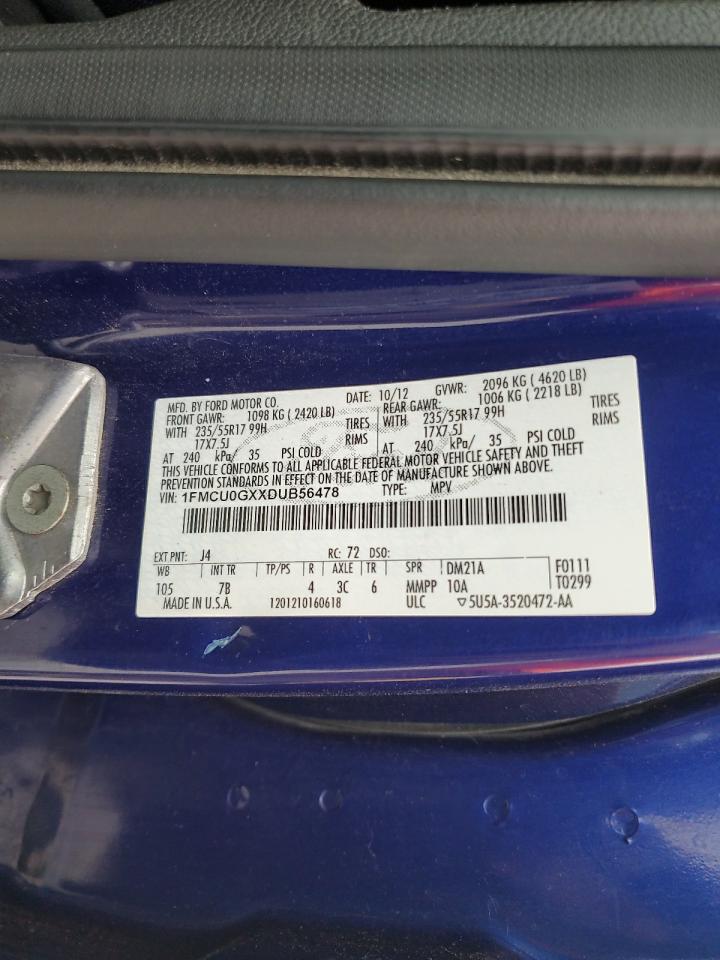 MFD. BY FORD MOTOR CO. DATE: 10/12 GVWR: 2096 KG ( 4620 LB)
FRONT GAWR: 1098 KG ( 2420 LB) REAR GAWR: 1006 KG ( 2218 LB)
WITH 235/55R17 99H TIRES WITH 235/55R17 99H TIRES
17X7.5J RIMS 17X7.5J RIMS
AT 240 kPa/ 35 PSI COLD AT 240 kPa/ 35 PSI COLD
THIS VEHICLE CONFORMS TO ALL APPLICABLE FEDERAL MOTOR VEHICLE SAFETY AND THEFT
PREVENTION STANDARDS IN EFFECT ON THE DATE OF MANUFACTURE SHOWN ABOVE.
VIN: 1FMCU0GXXDUB56478 TYPE: MPV
EXT PNT: J4 RC: 72 DSO:
WB INT TR TP/PS R AXLE TR SPR DM21A F0111
105 7B 4 3C 6 MMPP 10A T0299
MADE IN U.S.A. 1201210160618 ULC ▽5U5A-3520472-AA